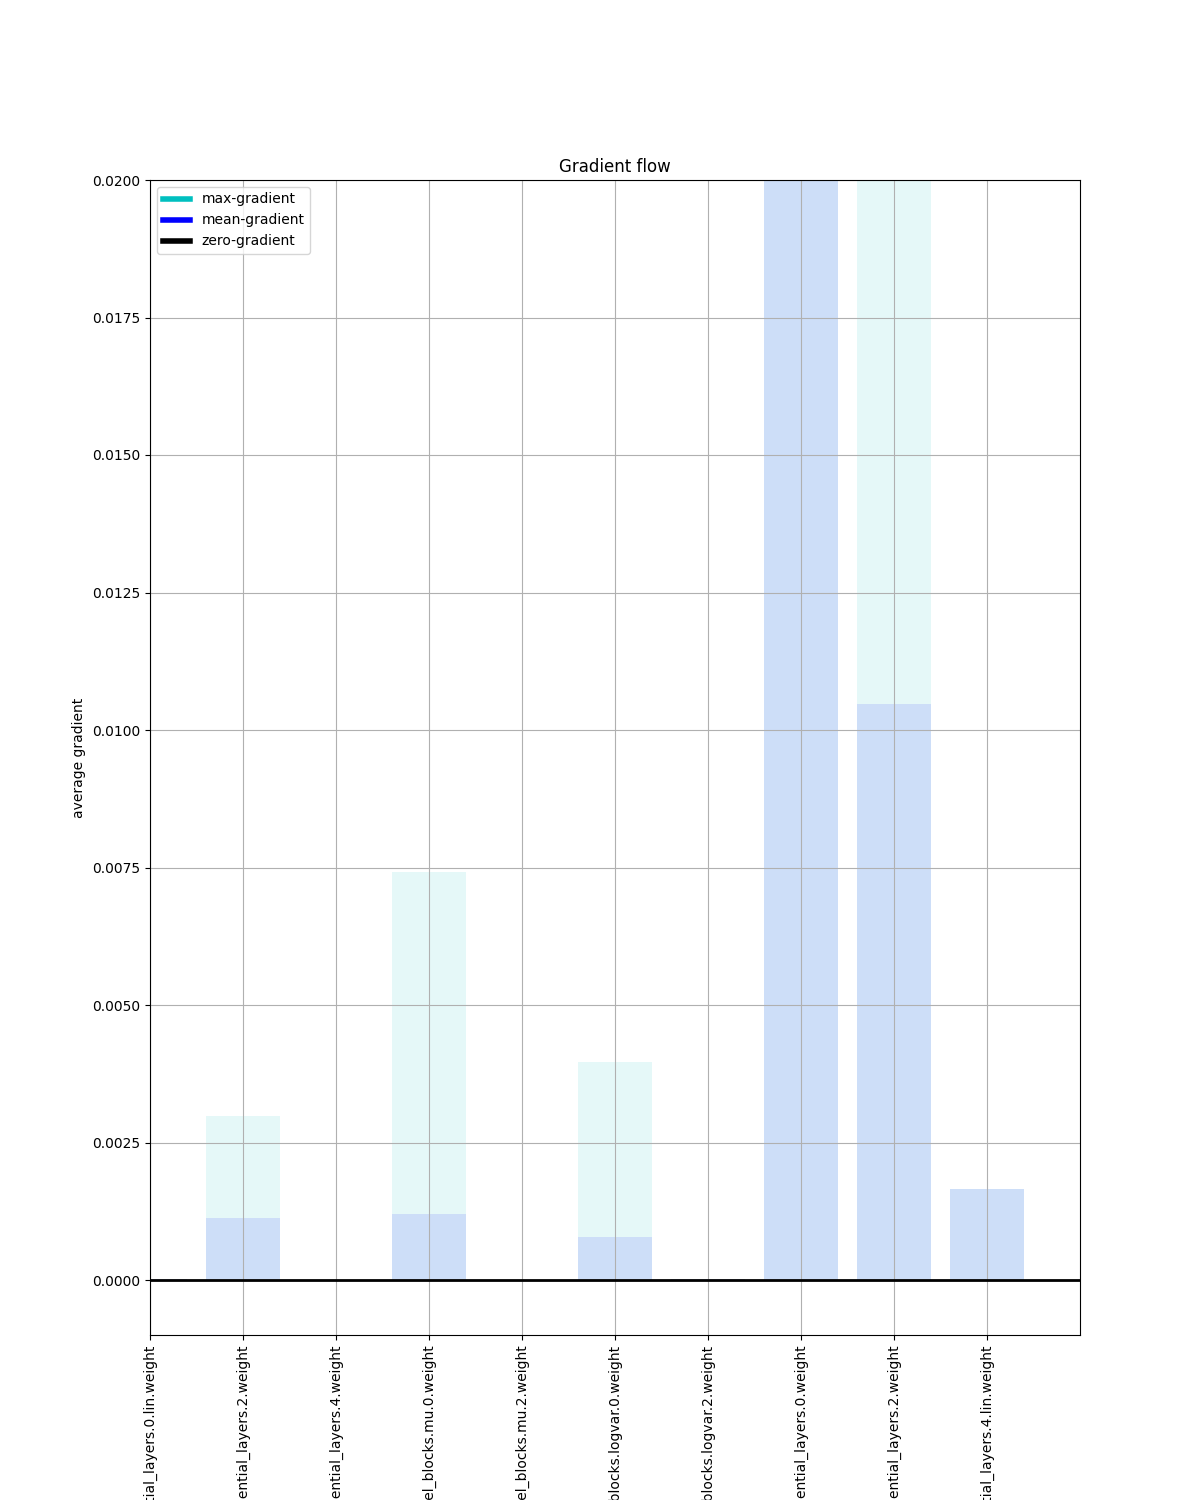 Gradient flow
max-gradient
mean-gradient
zero-gradient
0.0200
0.0175
0.0150
0.0125
0.0100
0.0075
0.0050
0.0025
0.0000
average gradient
tial_layers.0.lin.weight
ential_layers.2.weight
ential_layers.4.weight
el_blocks.mu.0.weight
el_blocks.mu.2.weight
blocks.logvar.0.weight
blocks.logvar.2.weight
ential_layers.0.weight
ential_layers.2.weight
tial_layers.4.lin.weight